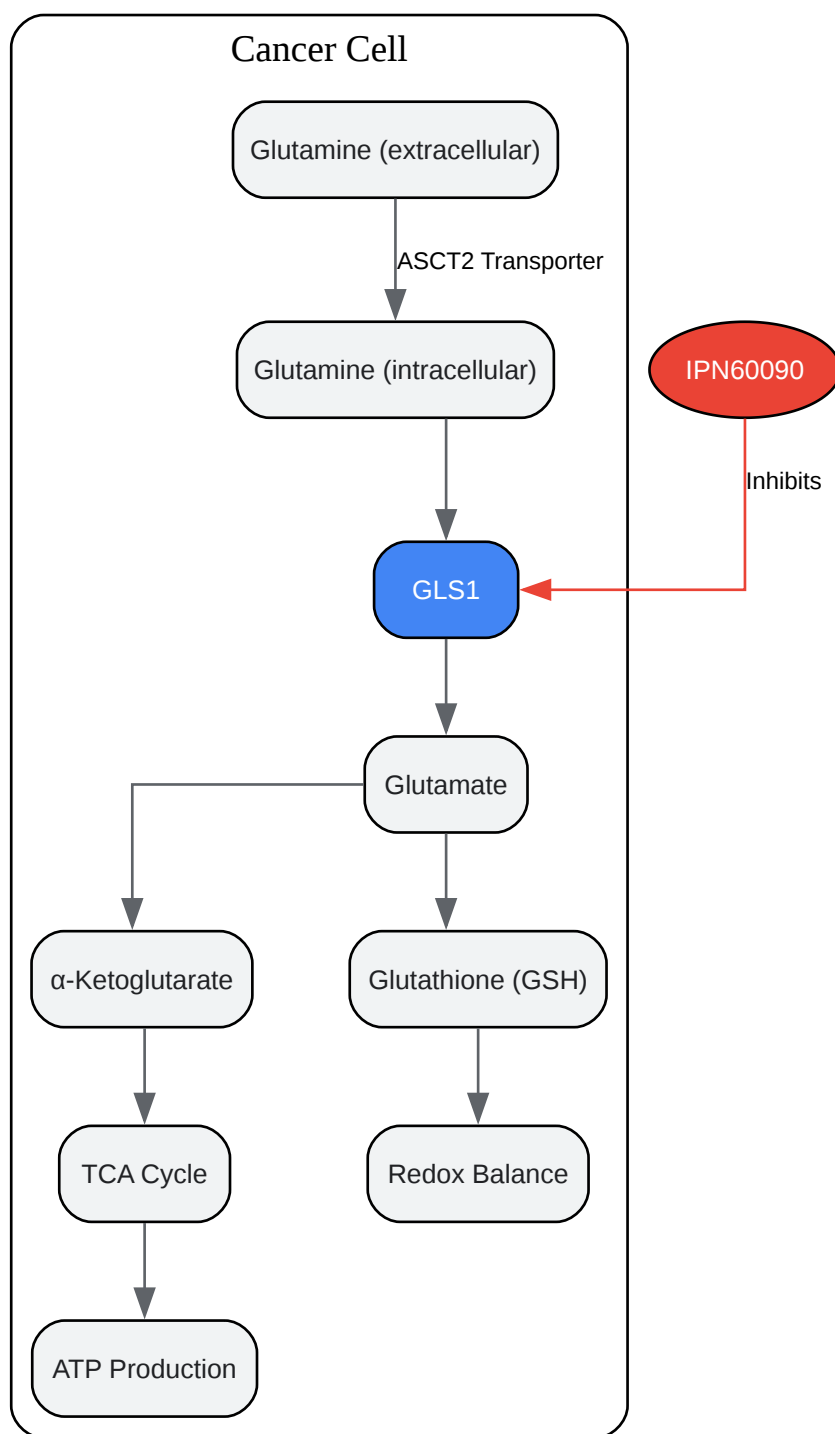 Cancer Cell
Glutamine (extracellular)
ASCT2 Transporter
Glutamine (intracellular)
IPN60090
Inhibits
GLS1
Glutamate
α-Ketoglutarate
Glutathione (GSH)
TCA Cycle
Redox Balance
ATP Production